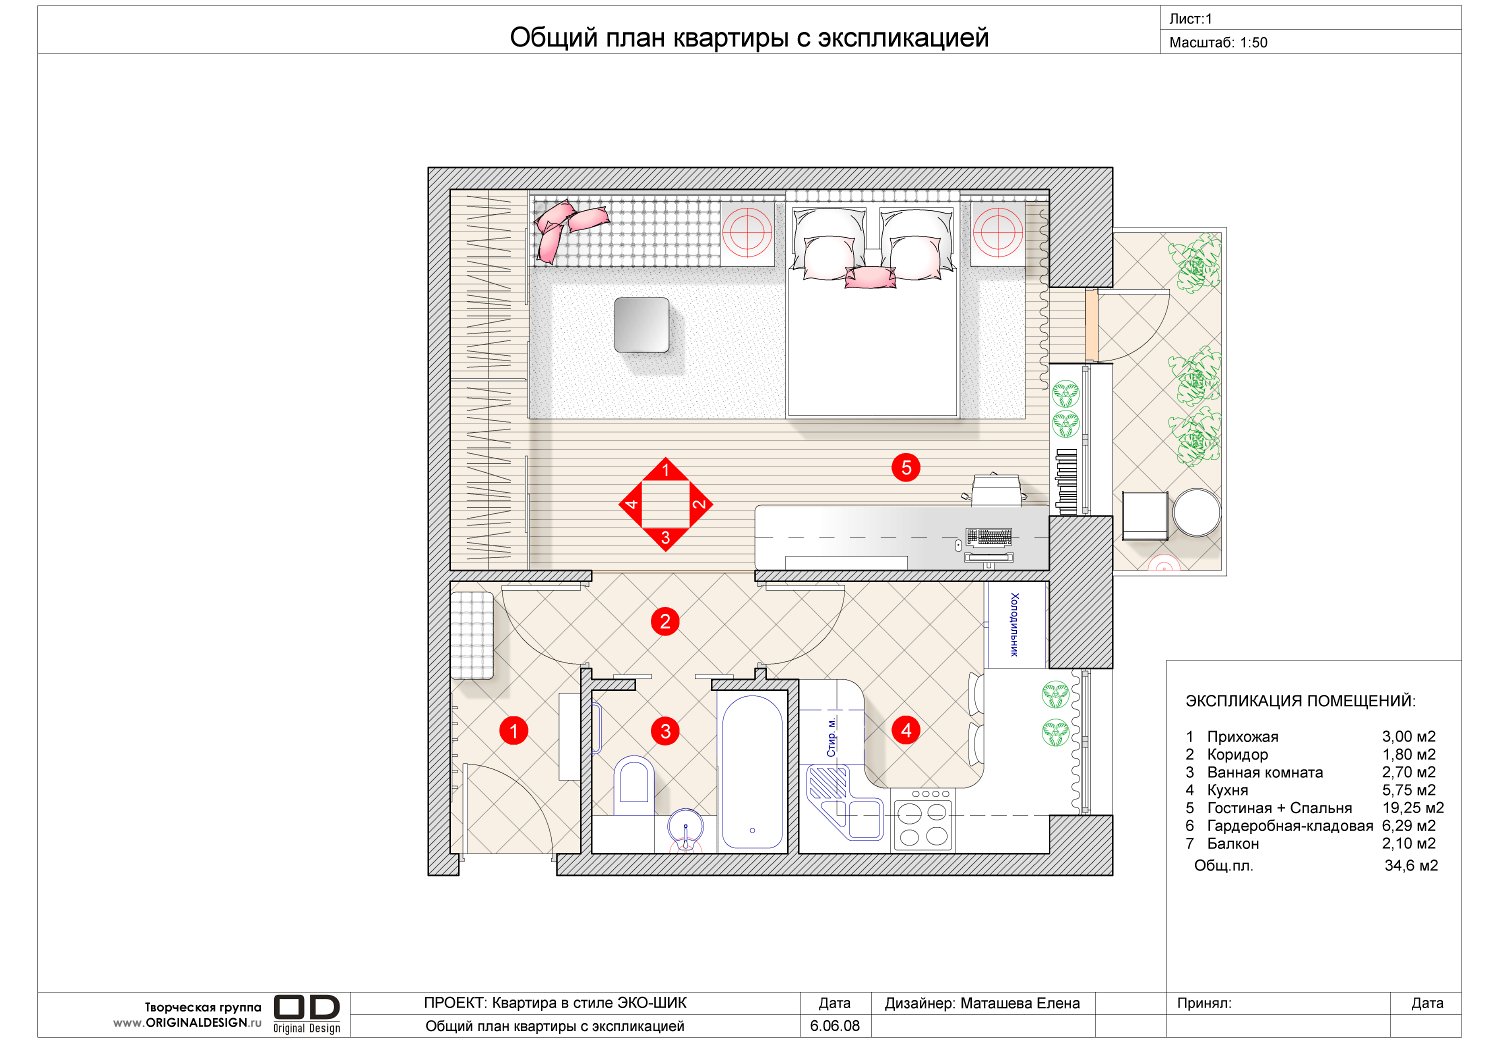 Общий план квартиры с экспликацией
Лист:1
Масштаб: 1:50
1
4
2
3
5
2
Холодильник
1
3
Стир. м.
4
ЭКСПЛИКАЦИЯ ПОМЕЩЕНИЙ:
1 Прихожая 3,00 м2
2 Коридор 1,80 м2
3 Ванная комната 2,70 м2
4 Кухня 5,75 м2
5 Гостиная + Спальня 19,25 м2
6 Гардеробная-кладовая 6,29 м2
7 Балкон 2,10 м2
Общ.пл. 34,6 м2
Творческая группа
www.ORIGINALDESIGN.ru
OD
Original Design
ПРОЕКТ: Квартира в стиле ЭКО-ШИК
Общий план квартиры с экспликацией
Дата
6.06.08
Дизайнер: Маташева Елена
Принял:
Дата